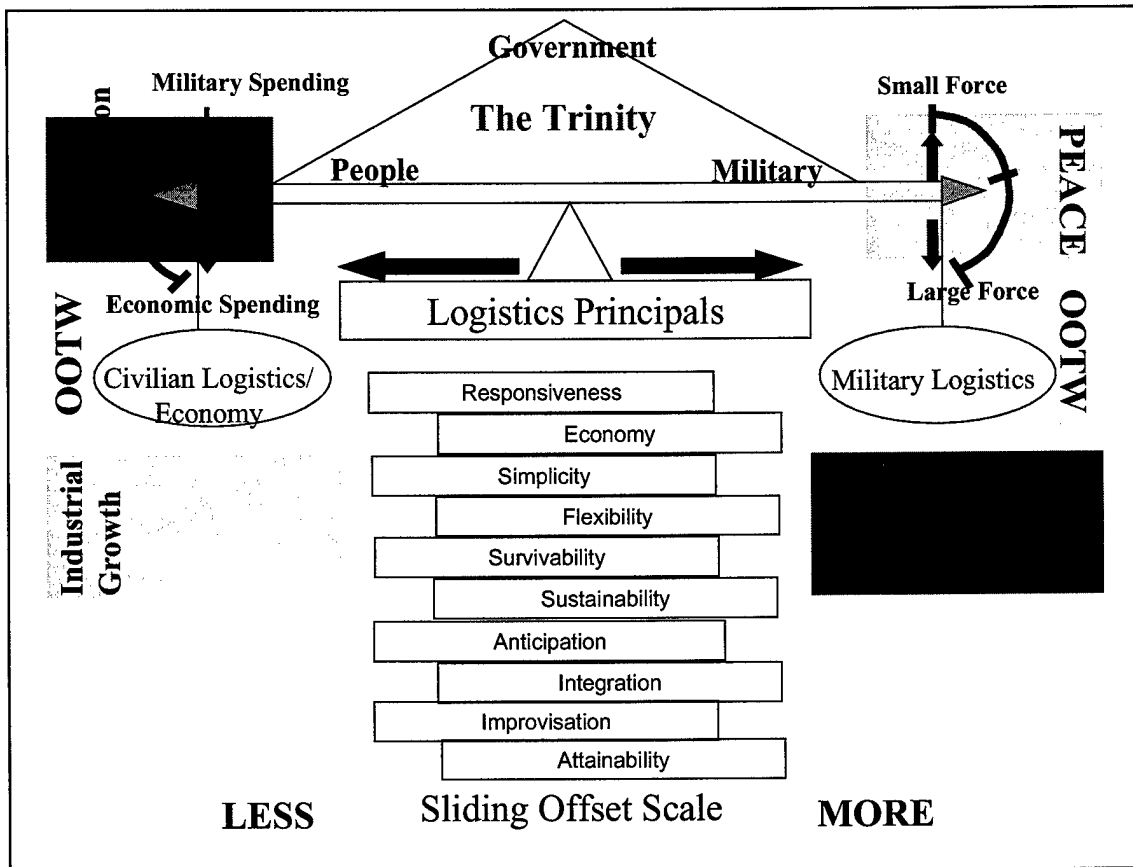 Government
Military Spending
Small Force
The Trinity
People
Military
PEACE
Economic Spending
Large Force
Logistics Principals
OOTW
OOTW
Civilian Logistics/
Economy
Military Logistics
Responsiveness
Economy
Simplicity
Industrial
Growth
Flexibility
Survivability
Sustainability
Anticipation
Integration
Improvisation
Attainability
LESS
Sliding Offset Scale
MORE